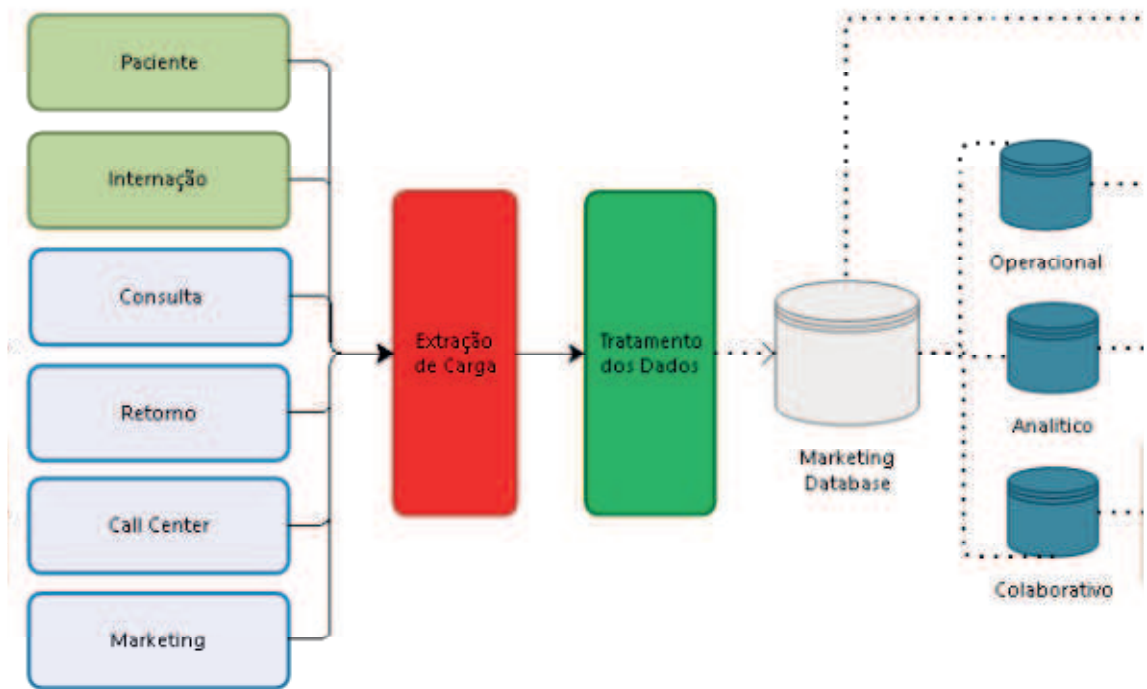 Paciente
Internação
Consulta
Retorno
Call Center
Marketing
Extração
de Carga
Tratamento
dos Dados
Marketing
Database
Operacional
Analítico
Colaborativo